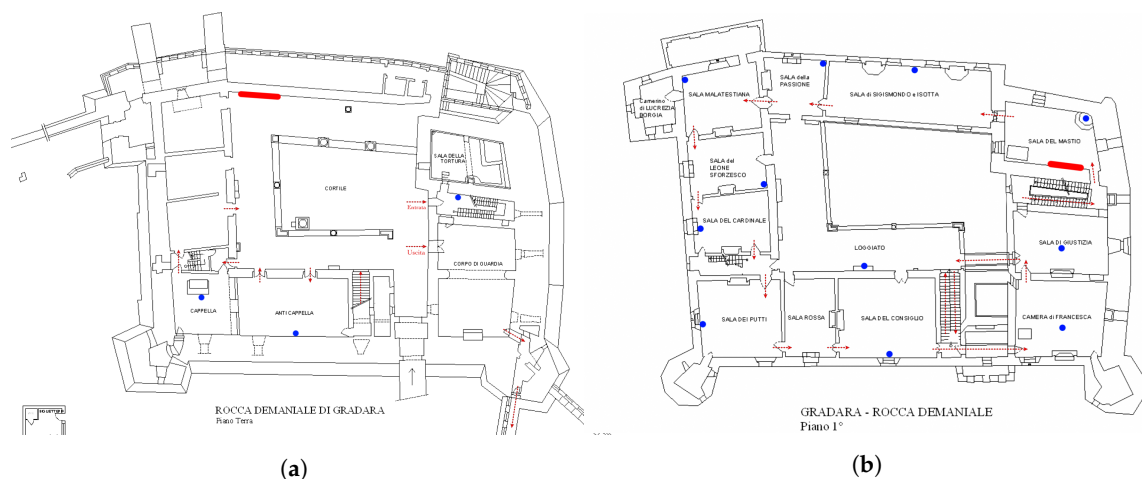 SALA DELLA
TORTURA
CORTILE
Entrata
Uscita
CORPO DI GUARDIA
CAPPELLA
ANTI CAPPELLA
ROCCA DEMANIALE DI GRADARA
Piano Terra
(a)
SALA della
PASSIONE
SALA MALATESTIANA
SALA di SIGISMONDO e ISOTTA
Camerino
di LUCREZIA
BORGIA
SALA DEL MASTIO
SALA del
LEONE
SFORZESCO
SALA DEL CARDINALE
LOGGIATO
SALA DI GIUSTIZIA
SALA DEI PUTTI
SALA ROSSA
SALA DEL CONSIGLIO
CAMERA di FRANCESCA
GRADARA - ROCCA DEMANIALE
Piano 1°
(b)